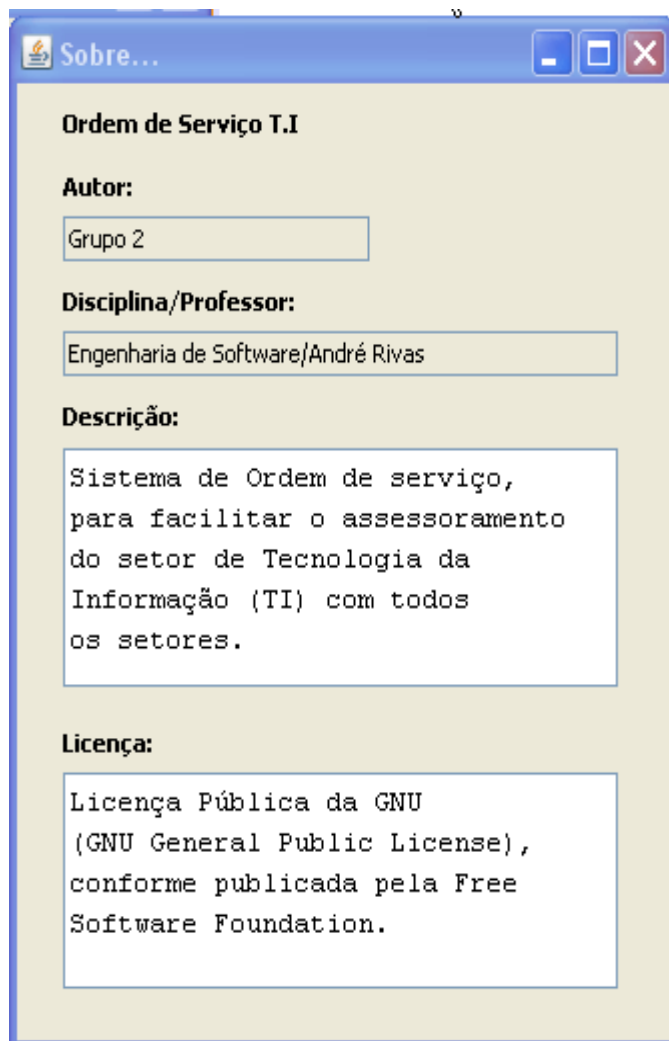 Sobre...
Ordem de Serviço T.I
Autor:
Grupo 2
Disciplina/Professor:
Engenharia de Software/André Rivas
Descrição:
Sistema de Ordem de serviço,
para facilitar o assessoramento
do setor de Tecnologia da
Informação (TI) com todos
os setores.
Licença:
Licença Pública da GNU
(GNU General Public License),
conforme publicada pela Free
Software Foundation.